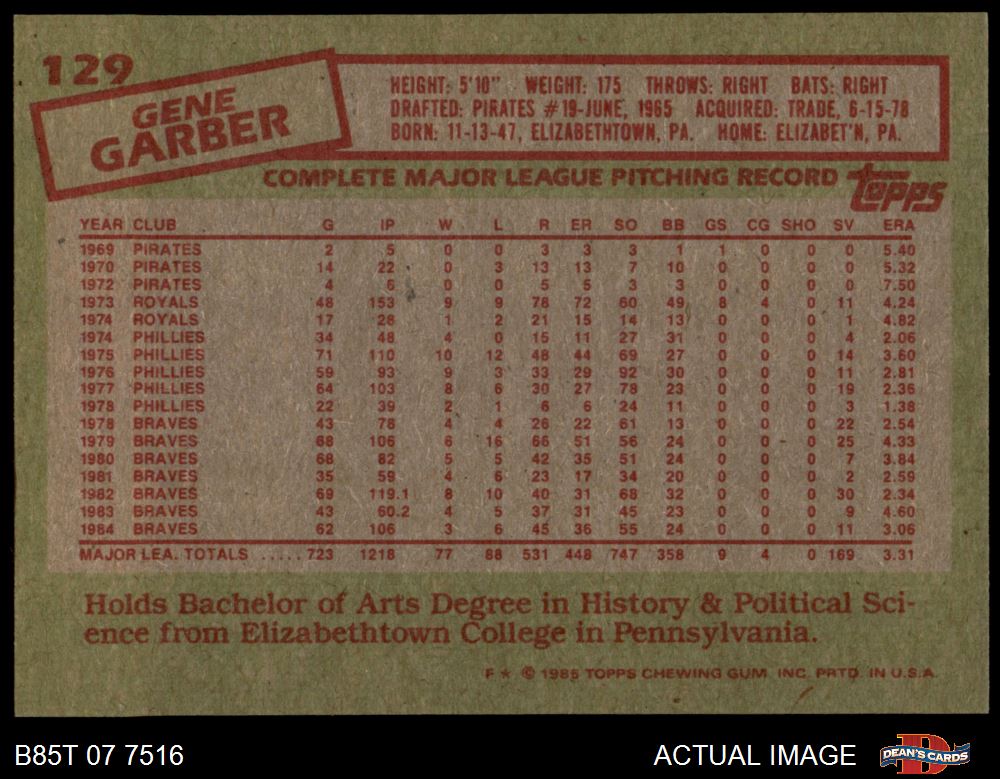 129
GENE
GARBER
HEIGHT: 5'10" WEIGHT: 175 THROWS: RIGHT BATS: RIGHT
DRAFTED: PIRATES #19-JUNE, 1965 ACQUIRED: TRADE, 6-15-78
BORN: 11-13-47, ELIZABETHTOWN, PA. HOME: ELIZABET'N, PA.
COMPLETE MAJOR LEAGUE PITCHING RECORD topps
YEAR CLUB G IP W L R ER SO BB GS CG SHO SV ERA
1969 PIRATES 2 5 0 0 3 3 3 1 1 0 0 0 5.40
1970 PIRATES 14 22 0 3 13 13 7 10 0 0 0 0 5.32
1972 PIRATES 4 6 0 0 5 5 3 3 0 0 0 0 7.50
1973 ROYALS 48 153 9 9 78 72 60 49 8 4 0 11 4.24
1974 ROYALS 17 28 1 2 21 15 14 13 0 0 0 1 4.82
1974 PHILLIES 34 48 4 0 15 11 27 31 0 0 0 4 2.06
1975 PHILLIES 71 110 10 12 48 44 69 27 0 0 0 14 3.60
1976 PHILLIES 59 93 9 3 33 29 92 30 0 0 0 11 2.81
1977 PHILLIES 64 103 8 6 30 27 78 23 0 0 0 19 2.36
1978 PHILLIES 22 39 2 1 6 6 24 11 0 0 0 3 1.38
1978 BRAVES 43 78 4 4 26 22 61 13 0 0 0 22 2.54
1979 BRAVES 68 106 6 16 66 51 56 24 0 0 0 25 4.33
1980 BRAVES 68 82 5 5 42 35 51 24 0 0 0 7 3.84
1981 BRAVES 35 59 4 6 23 17 34 20 0 0 0 2 2.59
1982 BRAVES 69 119.1 8 10 40 31 68 32 0 0 0 30 2.34
1983 BRAVES 43 60.2 4 5 37 31 45 23 0 0 0 9 4.60
1984 BRAVES 62 106 3 6 45 36 55 24 0 0 0 11 3.06
MAJOR LEA. TOTALS ..... 723 1218 77 88 531 448 747 358 9 4 0 169 3.31
Holds Bachelor of Arts Degree in History & Political Sci-
ence from Elizabethtown College in Pennsylvania.
F * © 1985 TOPPS CHEWING GUM, INC. PRTD. IN U.S.A.
B85T 07 7516 ACTUAL IMAGE DEAN'S CARDS